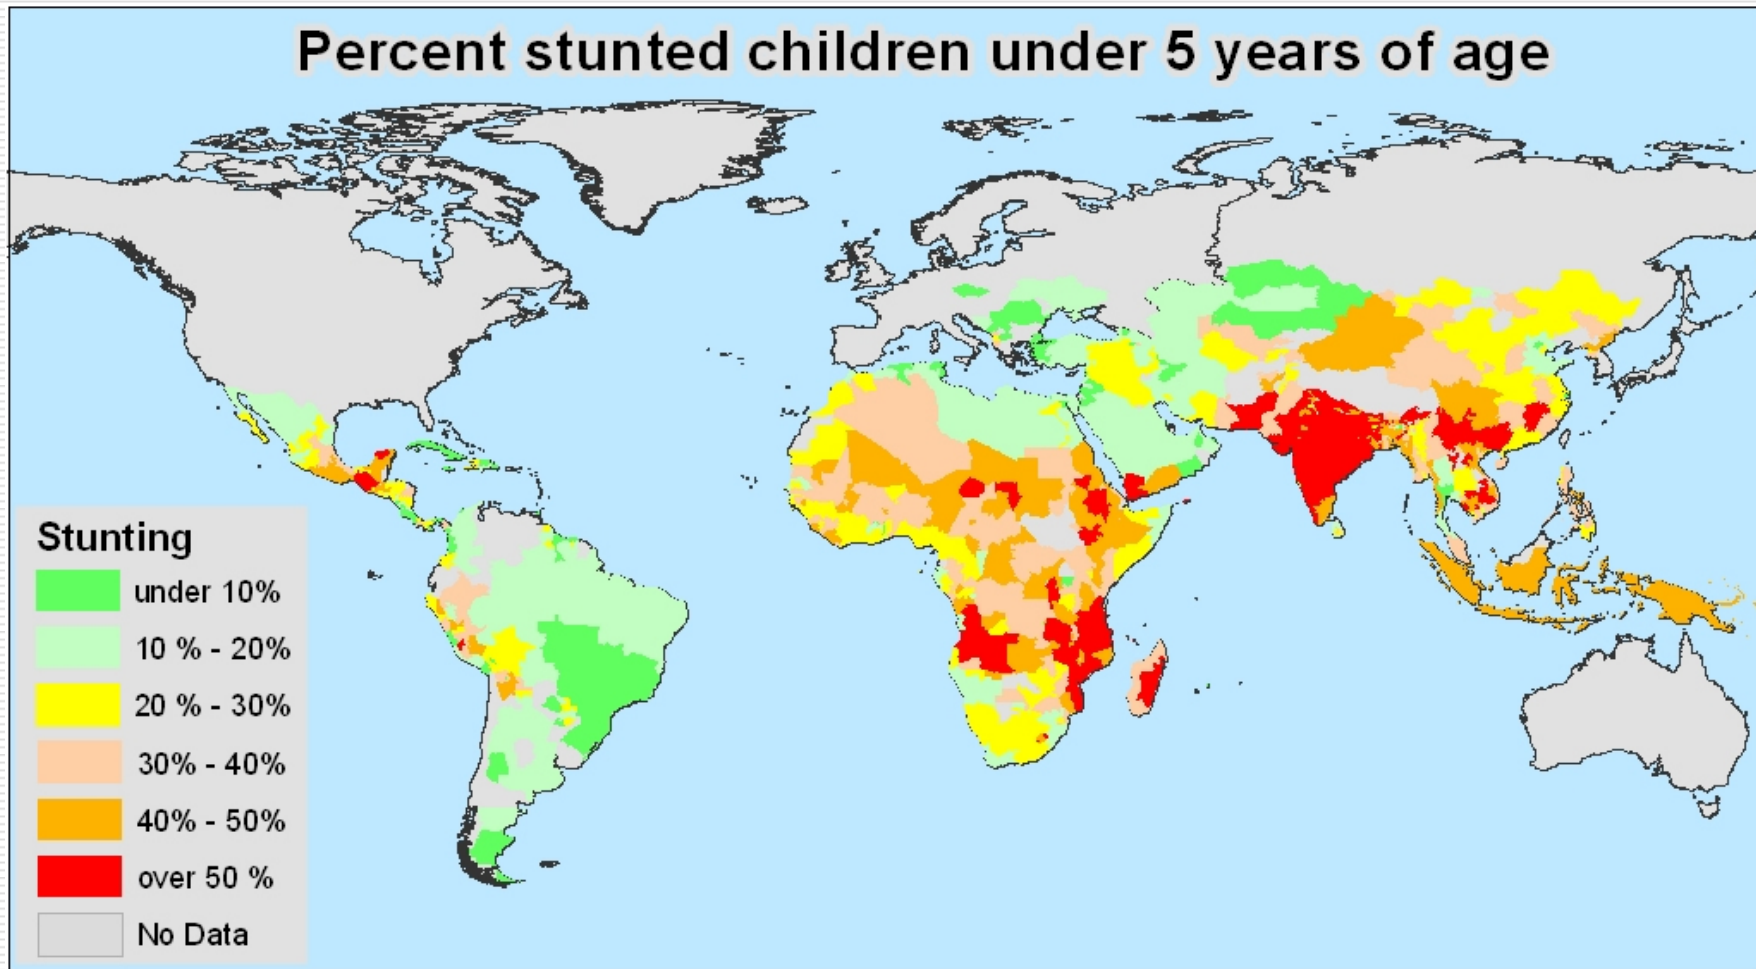 Percent stunted children under 5 years of age
Stunting
under 10%
10 % - 20%
20 % - 30%
30% - 40%
40% - 50%
over 50 %
No Data